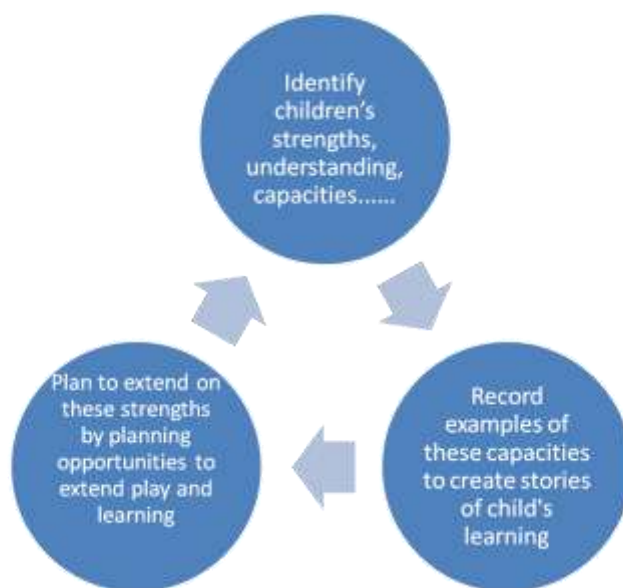 Identify
children’s
strengths,
understanding,
capacities......
Record
examples of
these capacities
to create stories
of child's
learning
Plan to extend on
these strengths
by planning
opportunities to
extend play and
learning